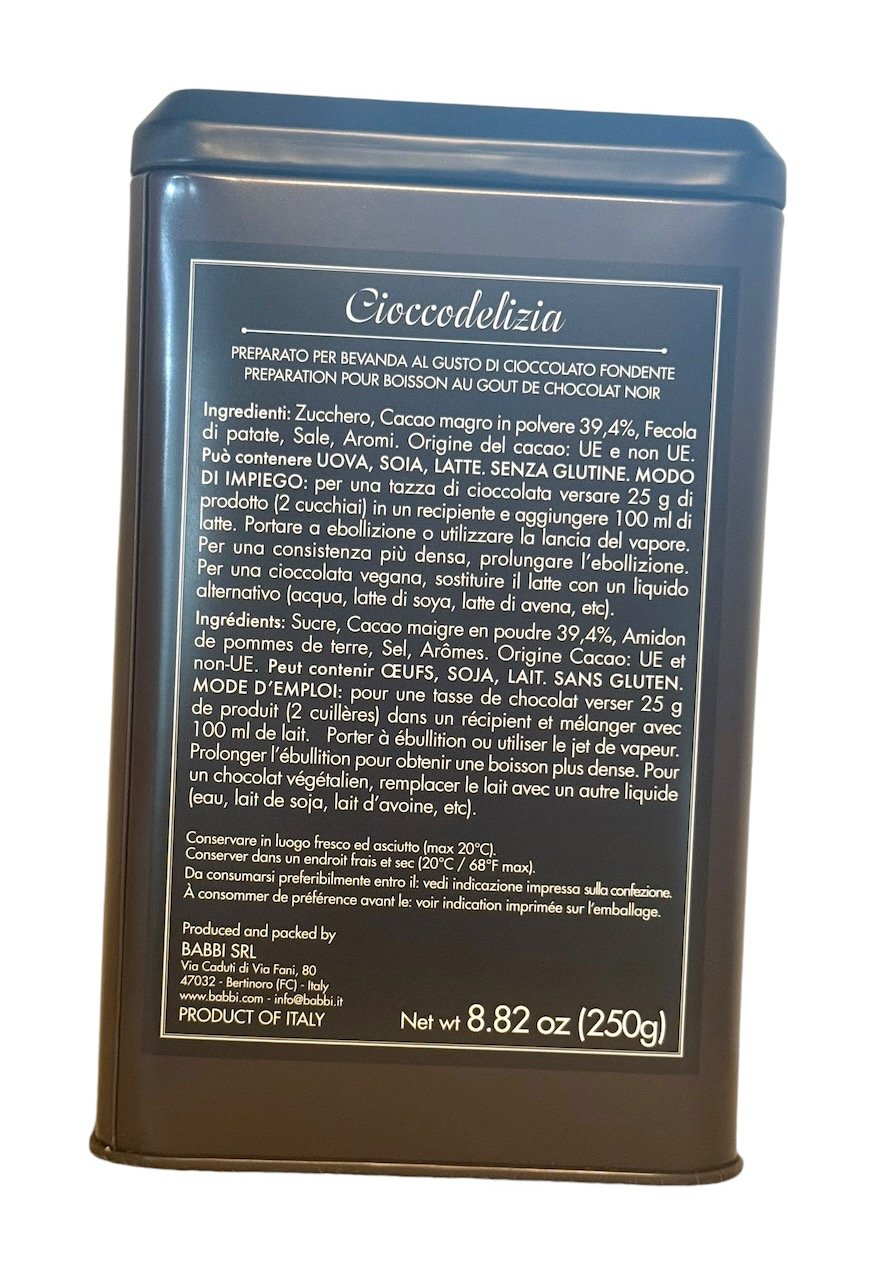 Cioccodelizia
PREPARATO PER BEVANDA AL GUSTO DI CIOCCOLATO FONDENTE
PREPARATION POUR BOISSON AU GOUT DE CHOCOLAT NOIR
Ingredienti: Zucchero, Cacao magro in polvere 39,4%, Fecola
di patate, Sale, Aromi. Origine del cacao: UE e non UE.
Può contenere UOVA, SOIA, LATTE. SENZA GLUTINE. MODO
DI IMPIEGO: per una tazza di cioccolata versare 25 g di
prodotto (2 cucchiai) in un recipiente e aggiungere 100 ml di
latte. Portare a ebollizione o utilizzare la lancia del vapore.
Per una consistenza più densa, prolungare l'ebollizione.
Per una cioccolata vegana, sostituire il latte con un liquido
alternativo (acqua, latte di soya, latte di avena, etc).
Ingrédients: Sucre, Cacao maigre en poudre 39,4%, Amidon
de pommes de terre, Sel, Arômes. Origine Cacao: UE et
non-UE. Peut contenir ŒUFS, SOJA, LAIT. SANS GLUTEN.
MODE D'EMPLOI: pour une tasse de chocolat verser 25 g
de produit (2 cuillères) dans un récipient et mélanger avec
100 ml de lait. Porter à ébullition ou utiliser le jet de vapeur.
Prolonger l'ébullition pour obtenir une boisson plus dense. Pour
un chocolat végétalien, remplacer le lait avec un autre liquide
(eau, lait de soja, lait d'avoine, etc).
Conservare in luogo fresco ed asciutto (max 20°C).
Conserver dans un endroit frais et sec (20°C / 68°F max).
Da consumarsi preferibilmente entro il: vedi indicazione impressa sulla confezione.
À consommer de préférence avant le: voir indication imprimée sur l'emballage.
Produced and packed by
BABBI SRL
Via Caduti di Via Fani, 80
47032 - Bertinoro (FC) - Italy
www.babbi.com - info@babbi.it
PRODUCT OF ITALY
Net wt 8.82 oz (250g)